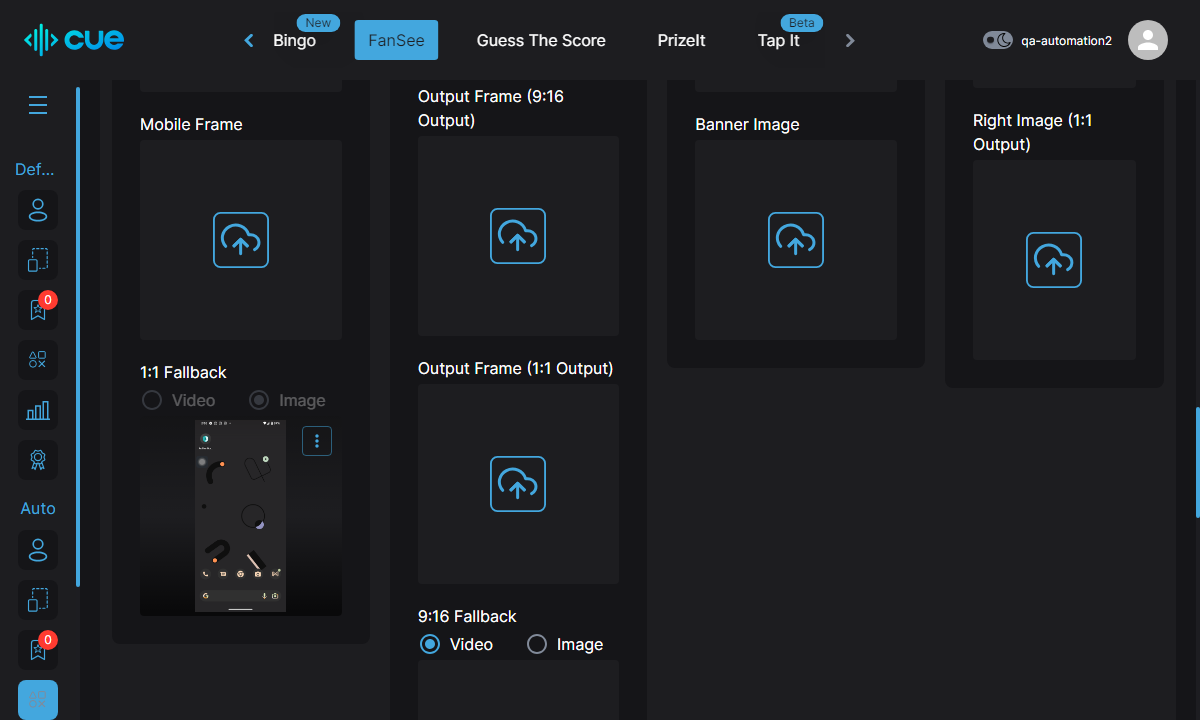 cue
Bingo
New
FanSee
Guess The Score
PrizeIt
Tap It
Beta
qa-automation2
Def...
0
Auto
0
Mobile Frame
1:1 Fallback
Video
Image
Output Frame (9:16
Output)
Output Frame (1:1 Output)
9:16 Fallback
Video
Image
Banner Image
Right Image (1:1
Output)